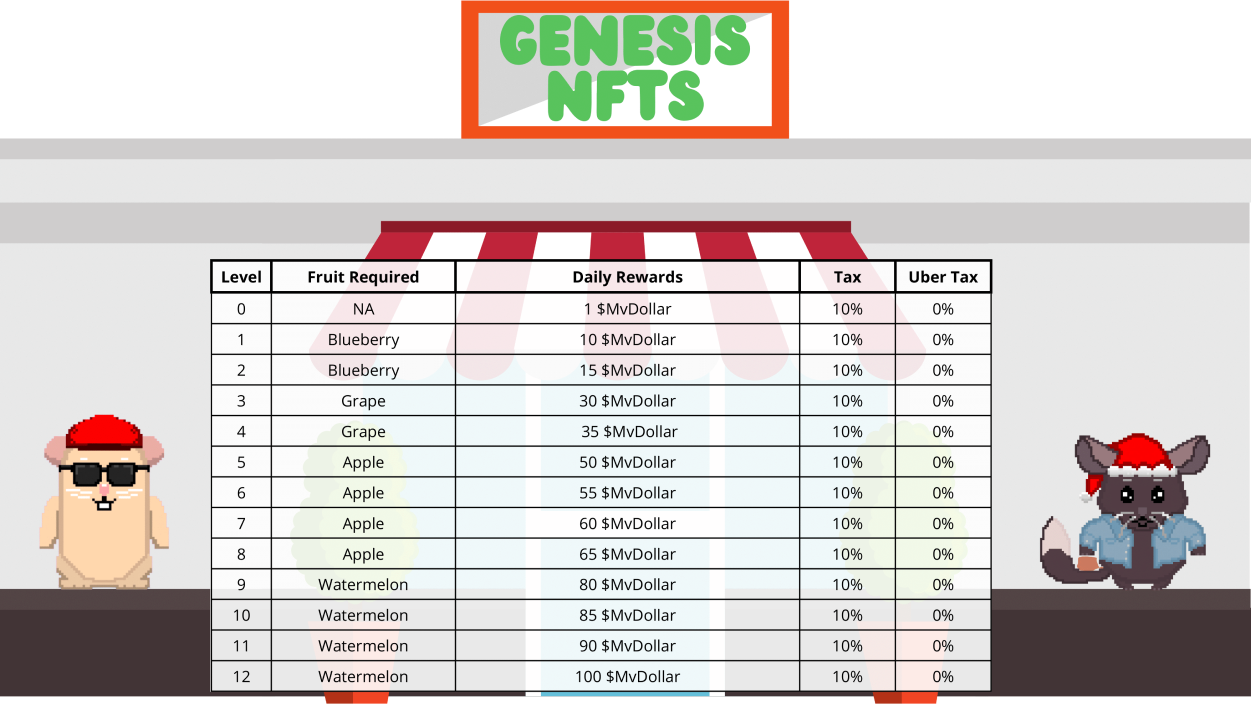 GENESIS
NFTS
Level Fruit Required Daily Rewards Tax Uber Tax
0 NA 1 $MvDollar 10% 0%
1 Blueberry 10 $MvDollar 10% 0%
2 Blueberry 15 $MvDollar 10% 0%
3 Grape 30 $MvDollar 10% 0%
4 Grape 35 $MvDollar 10% 0%
5 Apple 50 $MvDollar 10% 0%
6 Apple 55 $MvDollar 10% 0%
7 Apple 60 $MvDollar 10% 0%
8 Apple 65 $MvDollar 10% 0%
9 Watermelon 80 $MvDollar 10% 0%
10 Watermelon 85 $MvDollar 10% 0%
11 Watermelon 90 $MvDollar 10% 0%
12 Watermelon 100 $MvDollar 10% 0%